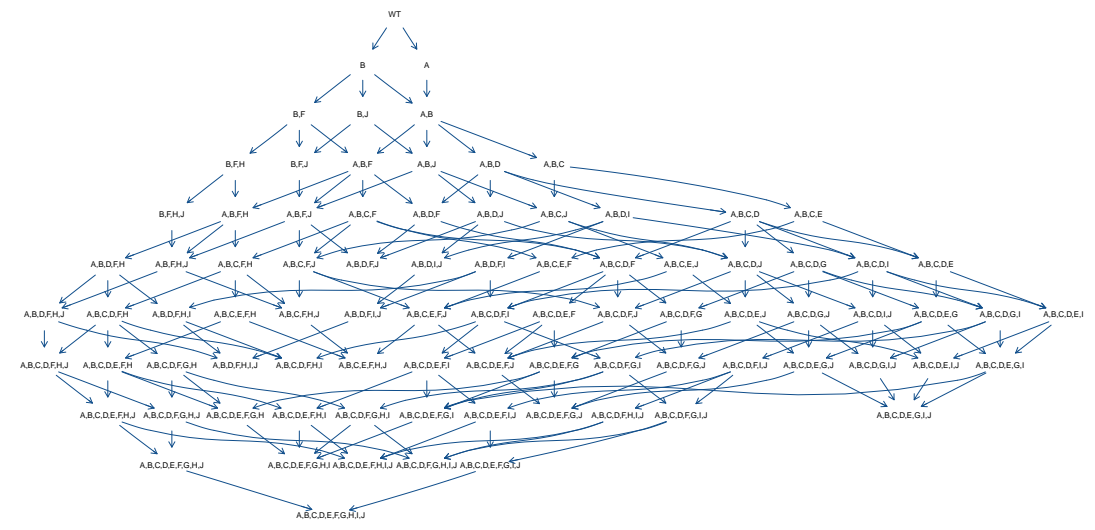 WT
B A
B,F B,J A,B
B,F,H B,F,J A,B,F A,B,J A,B,D A,B,C
B,F,H,J A,B,F,H A,B,F,J A,B,C,F A,B,D,F A,B,D,J A,B,C,J A,B,D,I A,B,C,D A,B,C,E
A,B,D,F,H A,B,F,H,J A,B,C,F,H A,B,C,F,J A,B,D,F,J A,B,D,I,J A,B,D,F,I A,B,C,E,F A,B,C,D,F A,B,C,E,J A,B,C,D,J A,B,C,D,G A,B,C,D,I A,B,C,D,E
A,B,D,F,H,J A,B,C,D,F,H A,B,D,F,H,I A,B,C,E,F,H A,B,C,F,H,J A,B,D,F,I,J A,B,C,E,F,J A,B,C,D,F,I A,B,C,D,E,F A,B,C,D,F,J A,B,C,D,F,G A,B,C,D,E,J A,B,C,D,G,J A,B,C,D,I,J A,B,C,D,E,G A,B,C,D,G,I A,B,C,D,E,I
A,B,C,D,F,H,J A,B,C,D,E,F,H A,B,C,D,F,G,H A,B,D,F,H,I,J A,B,C,D,F,H,I A,B,C,E,F,H,J A,B,C,D,E,F,I A,B,C,D,E,F,J A,B,C,D,E,F,G A,B,C,D,F,G,I A,B,C,D,F,G,J A,B,C,D,F,I,J A,B,C,D,E,G,J A,B,C,D,G,I,J A,B,C,D,E,I,J A,B,C,D,E,G,I
A,B,C,D,E,F,H,J A,B,C,D,F,G,H,J A,B,C,D,E,F,G,H A,B,C,D,E,F,H,I A,B,C,D,F,G,H,I A,B,C,D,E,F,G,I A,B,C,D,E,F,I,J A,B,C,D,E,F,G,J A,B,C,D,F,H,I,J A,B,C,D,F,G,I,J A,B,C,D,E,G,I,J
A,B,C,D,E,F,G,H,J A,B,C,D,E,F,G,H,I A,B,C,D,E,F,H,I,J A,B,C,D,F,G,H,I,J A,B,C,D,E,F,G,I,J
A,B,C,D,E,F,G,H,I,J